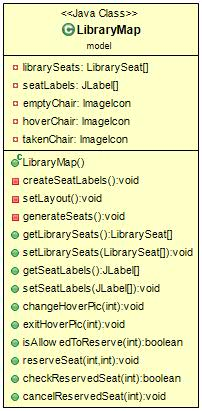 <<Java Class>>
C LibraryMap
model
librarySeats: LibrarySeat[]
seatLabels: JLabel[]
emptyChair: ImageIcon
hoverChair: ImageIcon
takenChair: ImageIcon
C LibraryMap()
createSeatLabels():void
setLayout():void
generateSeats():void
getLibrarySeats():LibrarySeat[]
setLibrarySeats(LibrarySeat[]):void
getSeatLabels():JLabel[]
setSeatLabels(JLabel[]):void
changeHoverPic(int):void
exitHoverPic(int):void
isAllowedToReserve(int):boolean
reserveSeat(int,int):void
checkReservedSeat(int):boolean
cancelReservedSeat(int):void